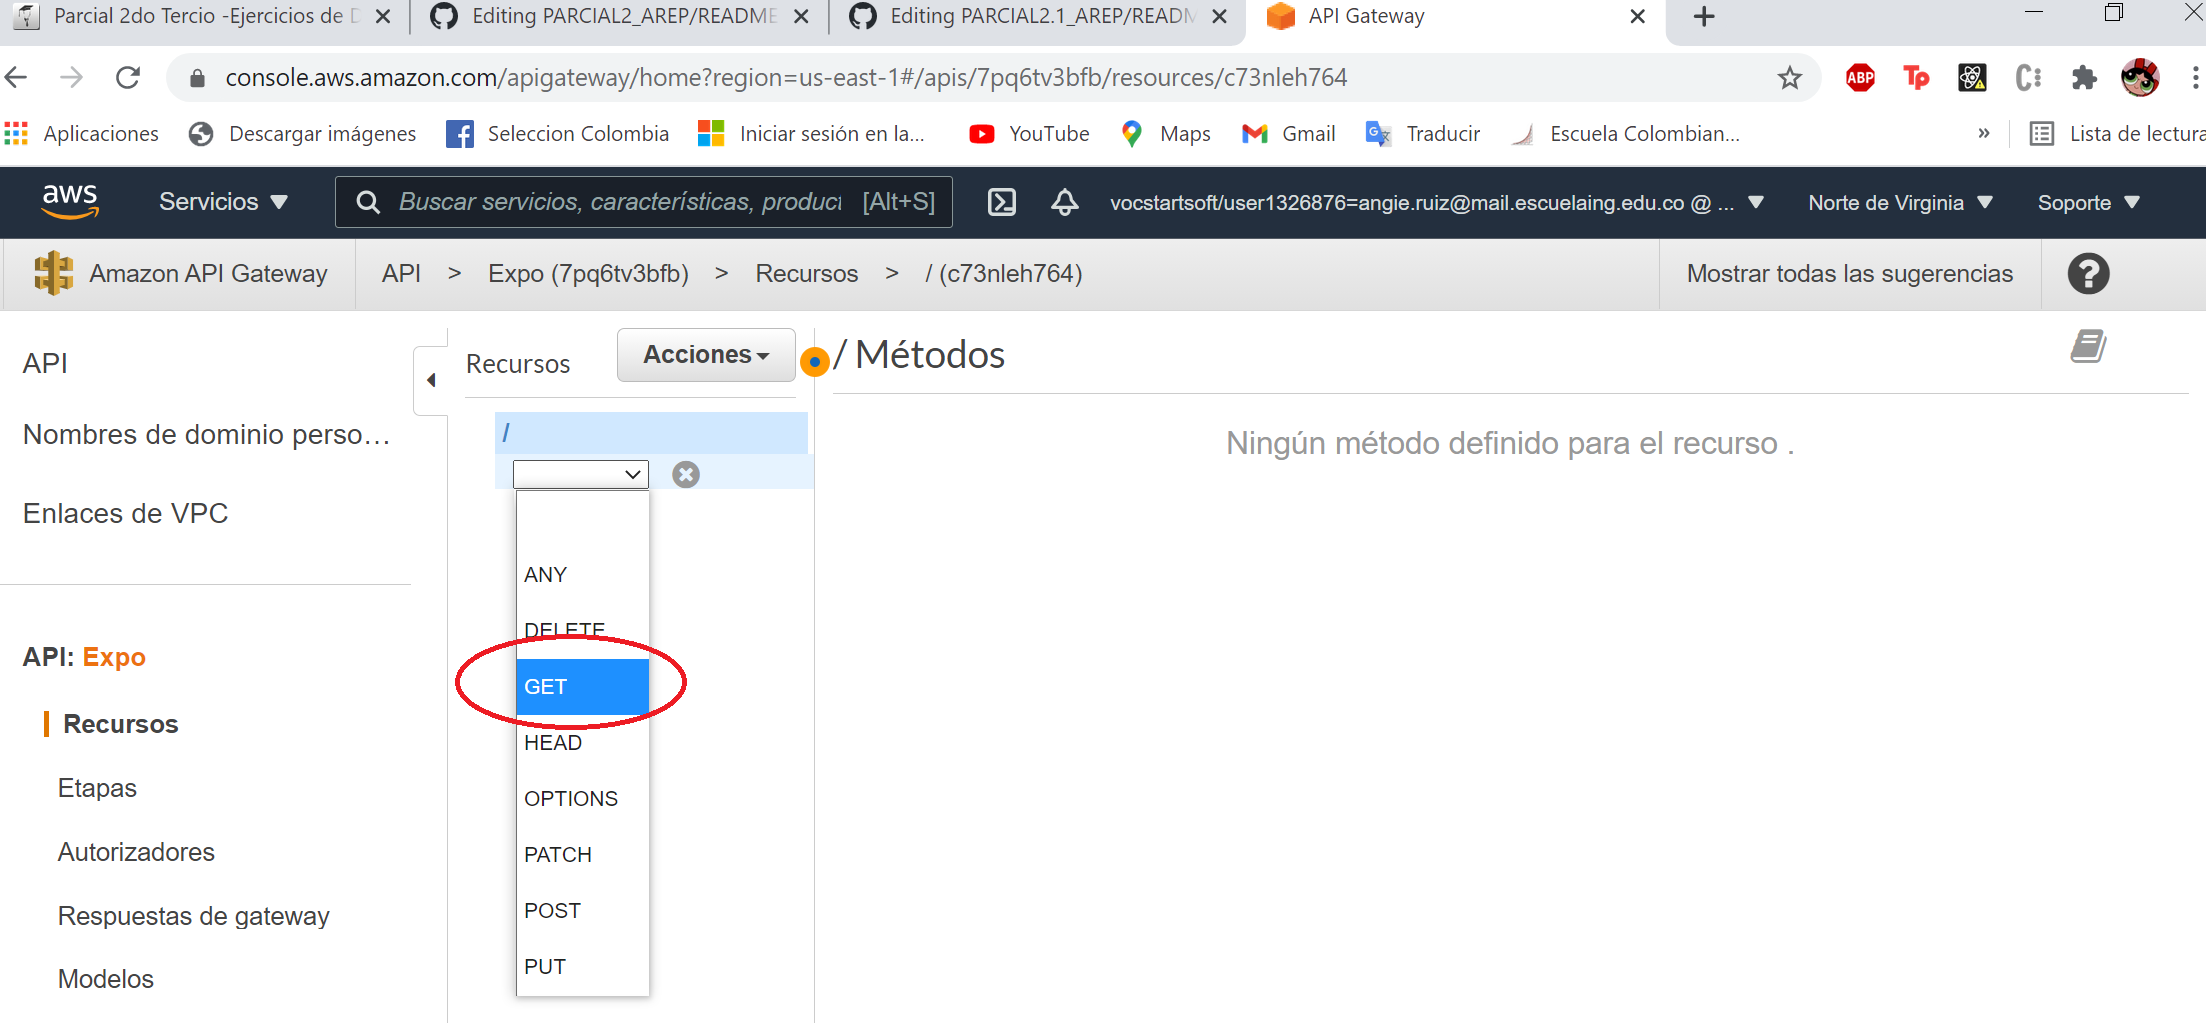 Parcial 2do Tercio -Ejercicios de D
Editing PARCIAL2_AREP/README
Editing PARCIAL2.1_AREP/READM
API Gateway
console.aws.amazon.com/apigateway/home?region=us-east-1#/apis/7pq6tv3bfb/resources/c73nleh764
ABP
Tp
Aplicaciones
Descargar imágenes
Seleccion Colombia
Iniciar sesión en la...
YouTube
Maps
Gmail
Traducir
Escuela Colombian...
»
Lista de lectura
aws
Servicios
Buscar servicios, características, product
[Alt+S]
vocstartsoft/user1326876=angie.ruiz@mail.escuelaing.edu.co @ ...
Norte de Virginia
Soporte
Amazon API Gateway
API > Expo (7pq6tv3bfb) > Recursos > / (c73nleh764)
Mostrar todas las sugerencias
API
Nombres de dominio perso...
Enlaces de VPC
API: Expo
Recursos
Etapas
Autorizadores
Respuestas de gateway
Modelos
Recursos
Acciones
/
ANY
DELETE
GET
HEAD
OPTIONS
PATCH
POST
PUT
/ Métodos
Ningún método definido para el recurso .